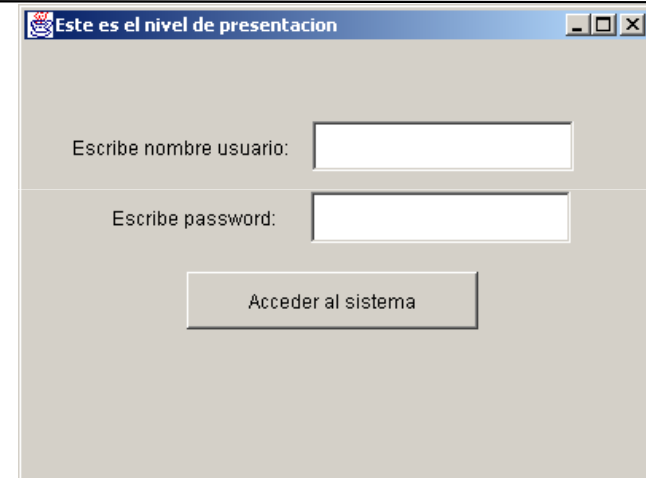 Este es el nivel de presentacion
Escribe nombre usuario:
Escribe password:
Acceder al sistema